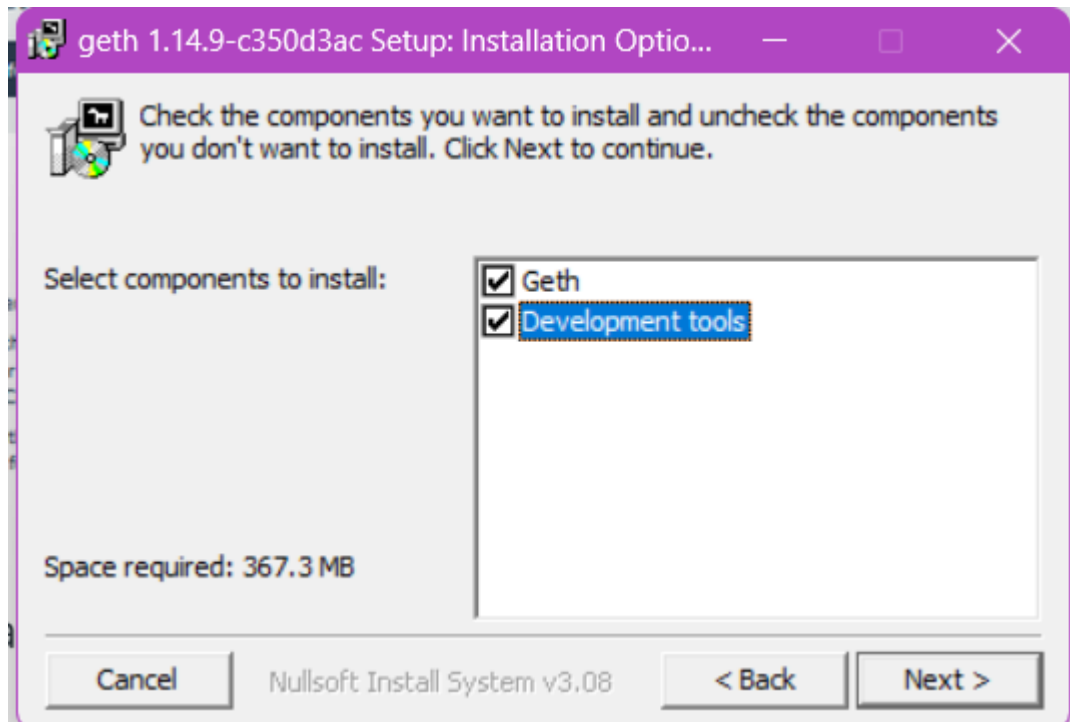 geth 1.14.9-c350d3ac Setup: Installation Optio...
Check the components you want to install and uncheck the components
you don't want to install. Click Next to continue.
Select components to install:
Geth
Development tools
Space required: 367.3 MB
Cancel
Nullsoft Install System v3.08
< Back
Next >